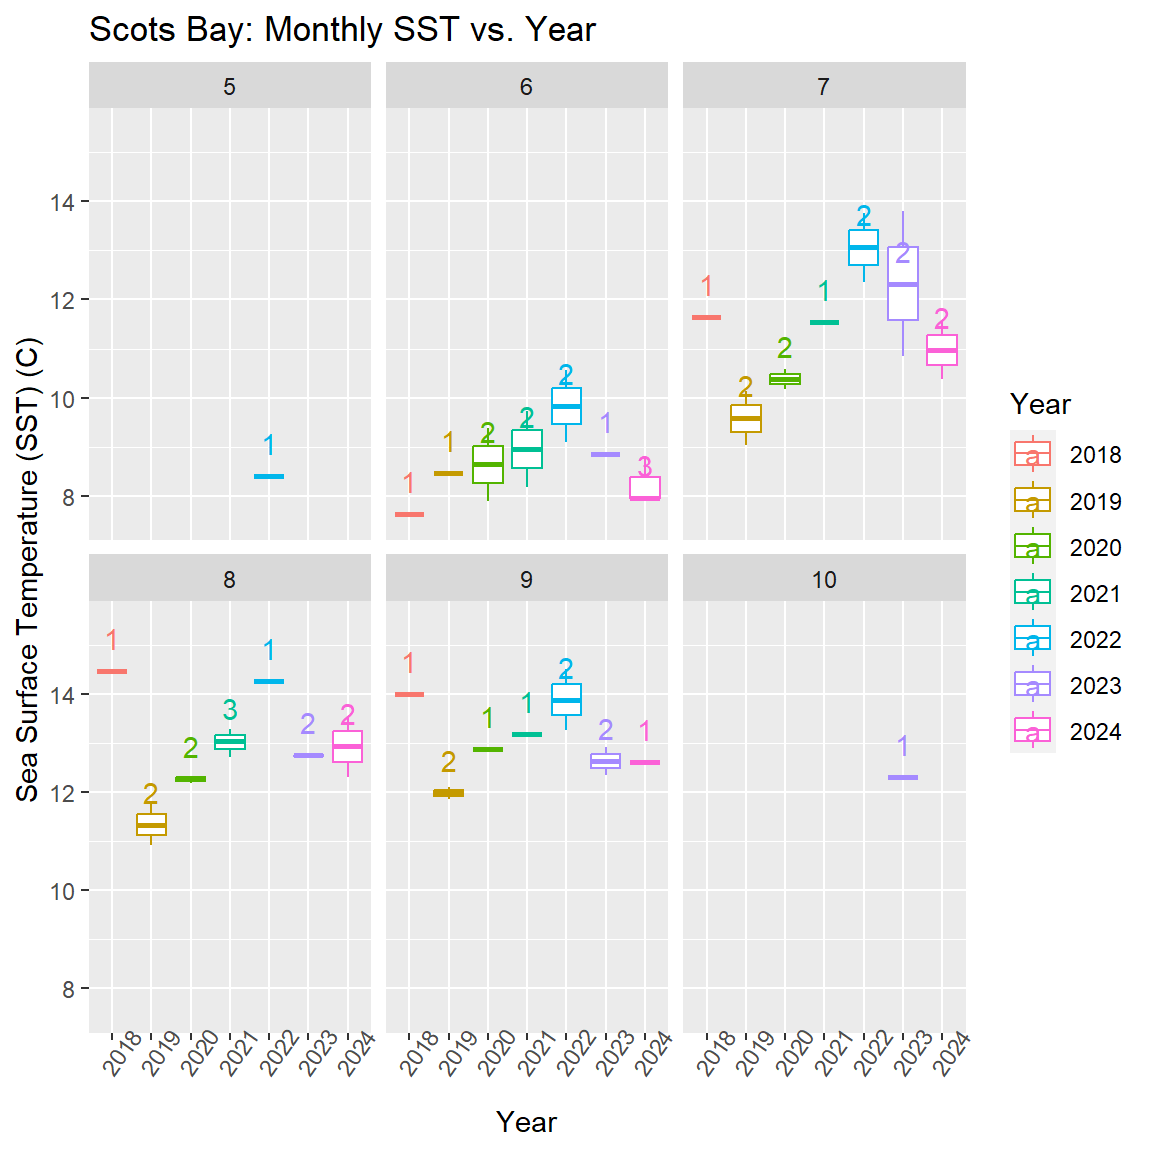 Scots Bay: Monthly SST vs. Year
5 6 7
14
12
10
8
1
1 1 2 2 2 1 3
1 2 2 1 2 2 2
8 9 10
14
12
10
8
1 2 2 3 1 2 2
1 2 1 1 2 2 1
1
2018 2019 2020 2021 2022 2023 2024
2018 2019 2020 2021 2022 2023 2024
2018 2019 2020 2021 2022 2023 2024
Year
Sea Surface Temperature (SST) (C)
Year
a 2018
a 2019
a 2020
a 2021
a 2022
a 2023
a 2024